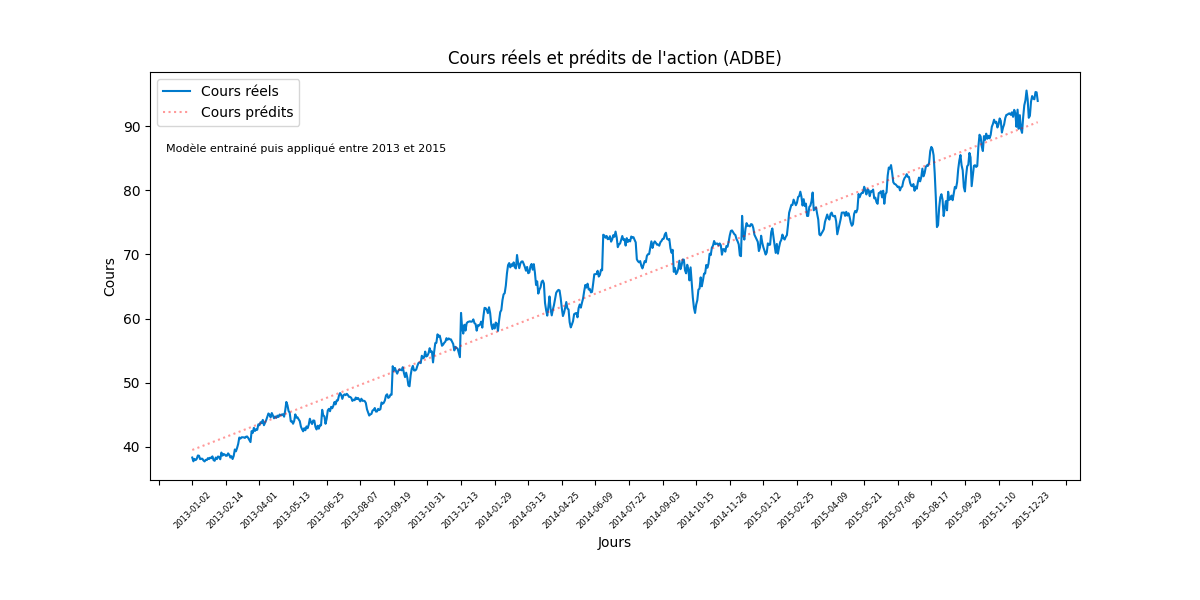 Cours réels et prédits de l'action (ADBE)
Cours réels
Cours prédits
Modèle entrainé puis appliqué entre 2013 et 2015
Cours
90
80
70
60
50
40
2013-01-02 2013-02-14 2013-04-01 2013-05-13 2013-06-25 2013-08-07 2013-09-19 2013-10-31 2013-12-13 2014-01-29 2014-03-13 2014-04-25 2014-06-09 2014-07-22 2014-09-03 2014-10-15 2014-11-26 2015-01-12 2015-02-25 2015-04-09 2015-05-21 2015-07-06 2015-08-17 2015-09-29 2015-11-10 2015-12-23
Jours